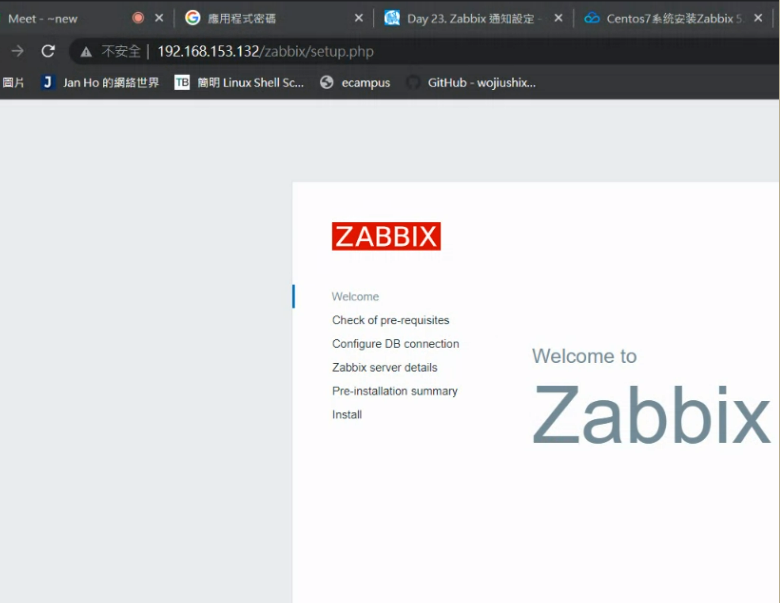 Meet - ~new
應用程式密碼
Day 23. Zabbix 通知設定 -
Centos7系统安装Zabbix 5.
不安全 | 192.168.153.132/zabbix/setup.php
圖片
Jan Ho 的網絡世界
TB 簡明 Linux Shell Sc...
ecampus
GitHub - wojiushix...
ZABBIX
Welcome
Check of pre-requisites
Configure DB connection
Zabbix server details
Pre-installation summary
Install
Welcome to
Zabbix